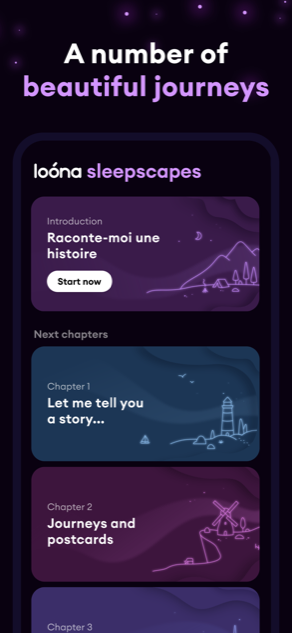 A number of
beautiful journeys
loóna sleepscapes
Introduction
Raconte-moi une
histoire
Start now
Next chapters
Chapter 1
Let me tell you
a story...
Chapter 2
Journeys and
postcards
Chapter 3